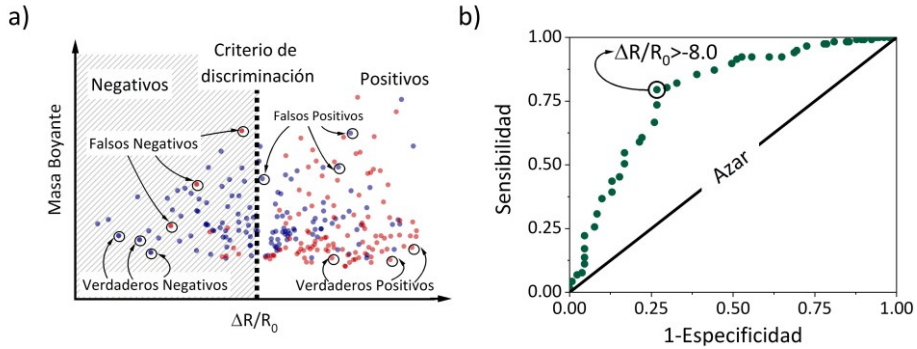 a)
Criterio de
discriminación
Negativos
Positivos
Falsos Positivos
Falsos Negativos
Masa Boyante
Verdaderos Negativos
Verdaderos Positivos
ΔR/R₀
b)
1.00
0.75
0.50
0.25
0.00
ΔR/R₀>-8.0
Azar
Sensibilidad
0.00 0.25 0.50 0.75 1.00
1-Especificidad